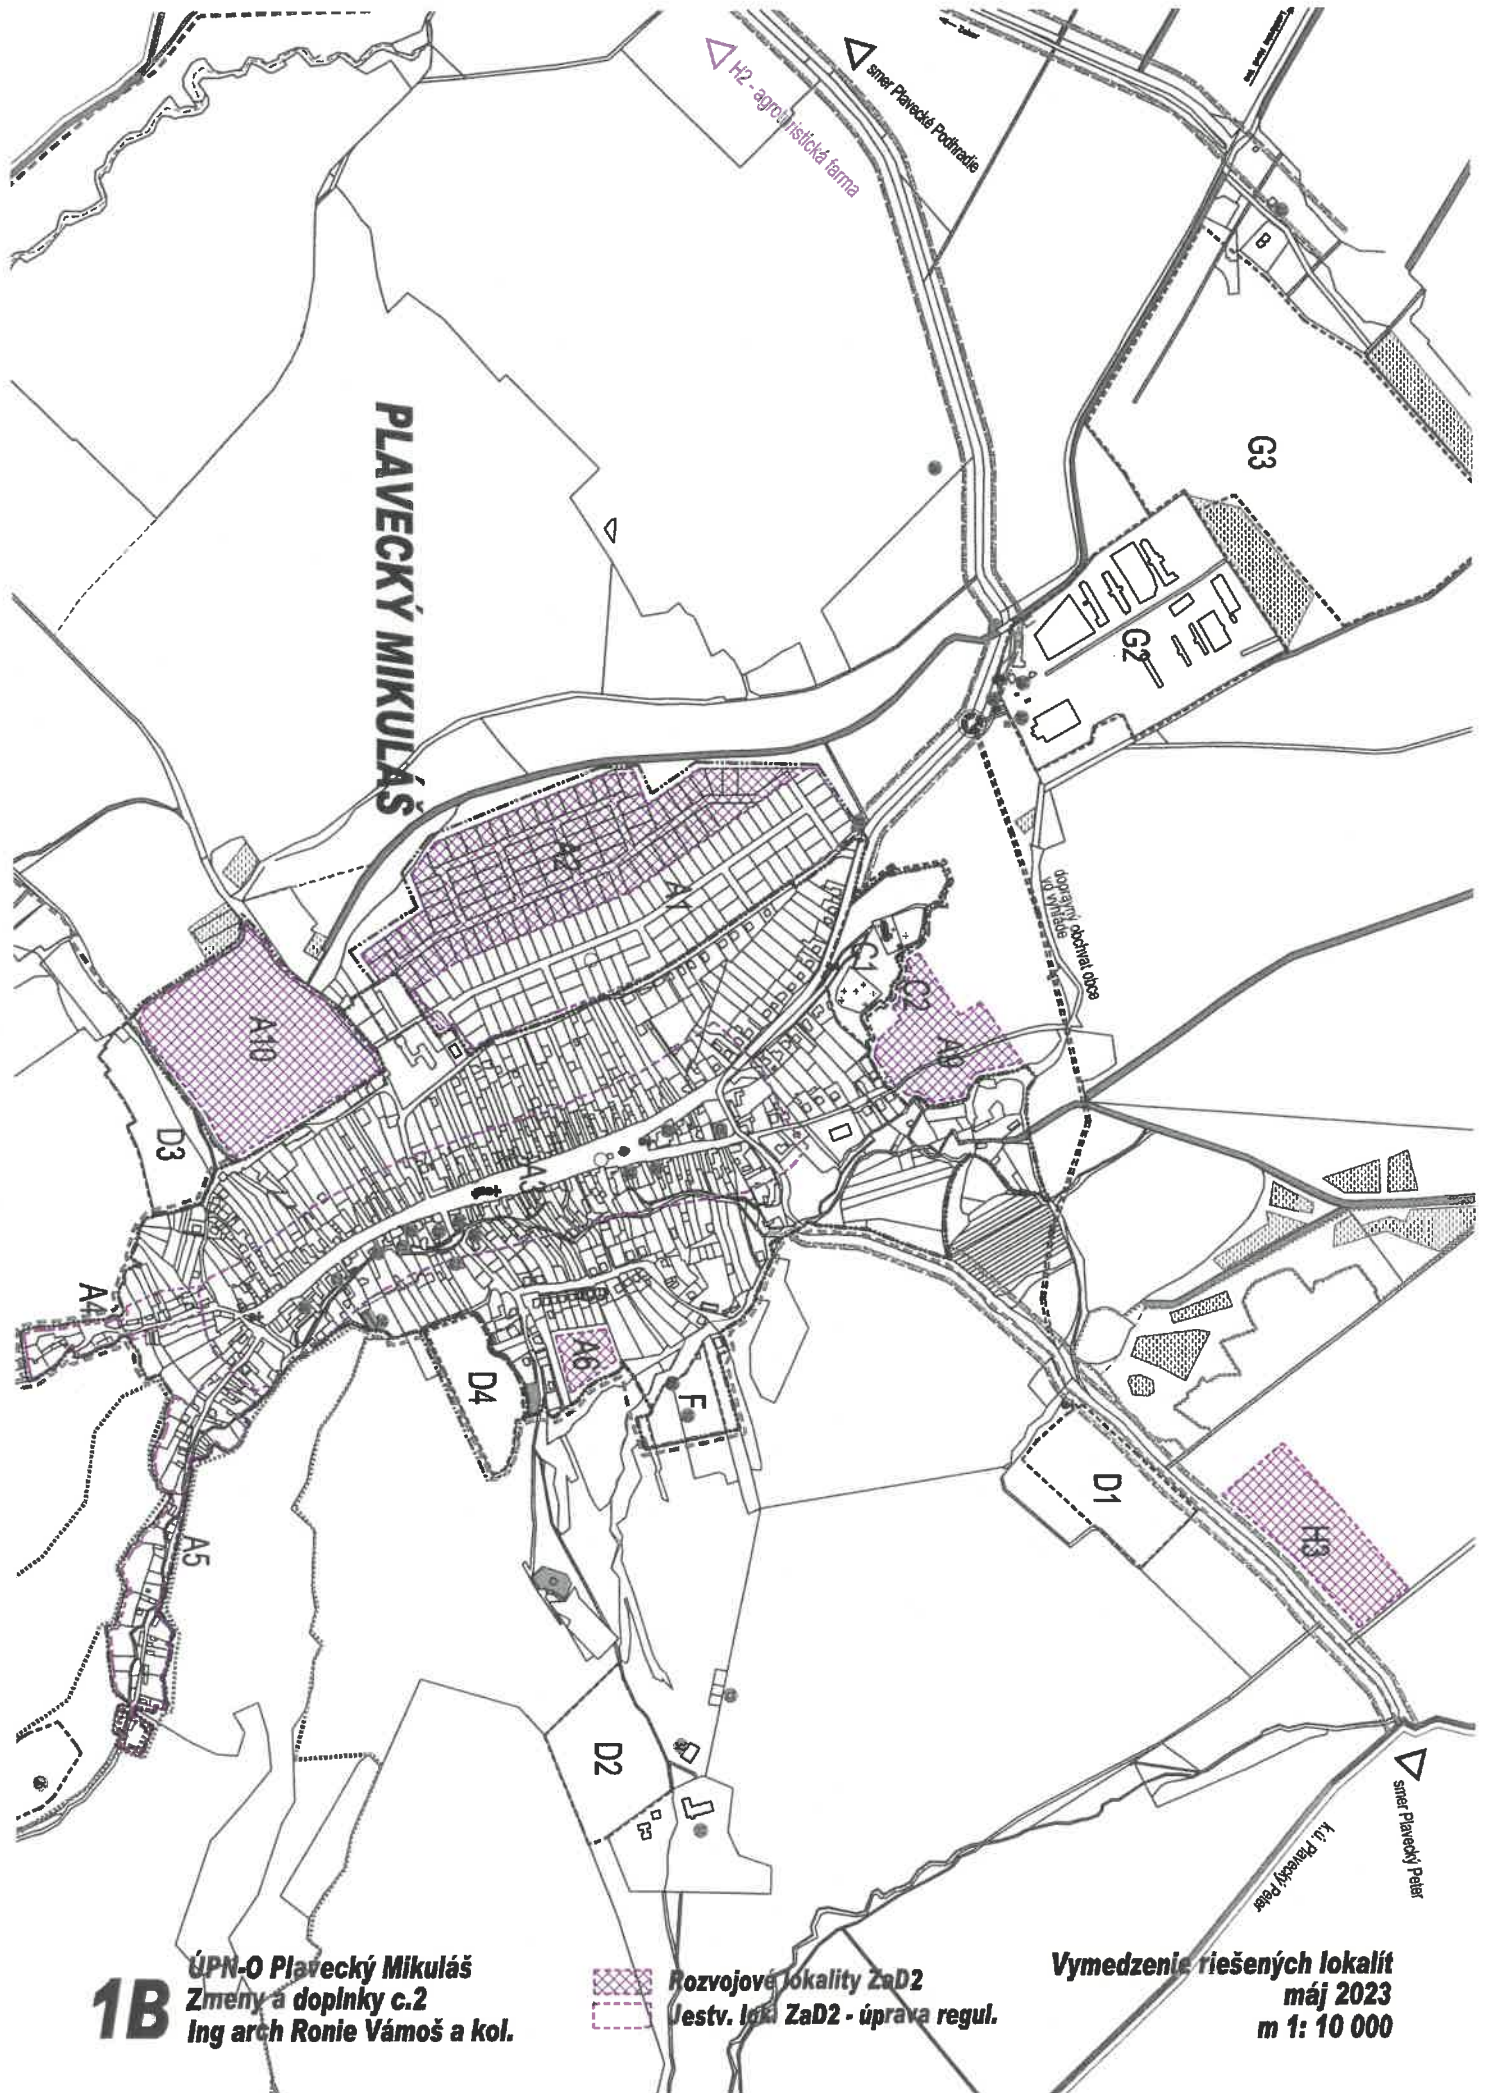 ← Zohor
smer Plavecké Podhradie
H2 - agroturistická farma
B
G3
G2
PLAVECKÝ MIKULÁŠ
A2
A1
dopravný obchvat obce
vo výhľade
C1
C2
A9
A10
D3
A3
A4
A6
D4
F
D1
H3
A5
D2
smer Plavecký Peter
k.ú. Plavecký Peter
1B
ÚPN-O Plavecký Mikuláš
Zmeny a doplnky c.2
Ing arch Ronie Vámoš a kol.
Rozvojové lokality ZaD2
Jestv. lokl ZaD2 - úprava regul.
Vymedzenie riešených lokalít
máj 2023
m 1: 10 000